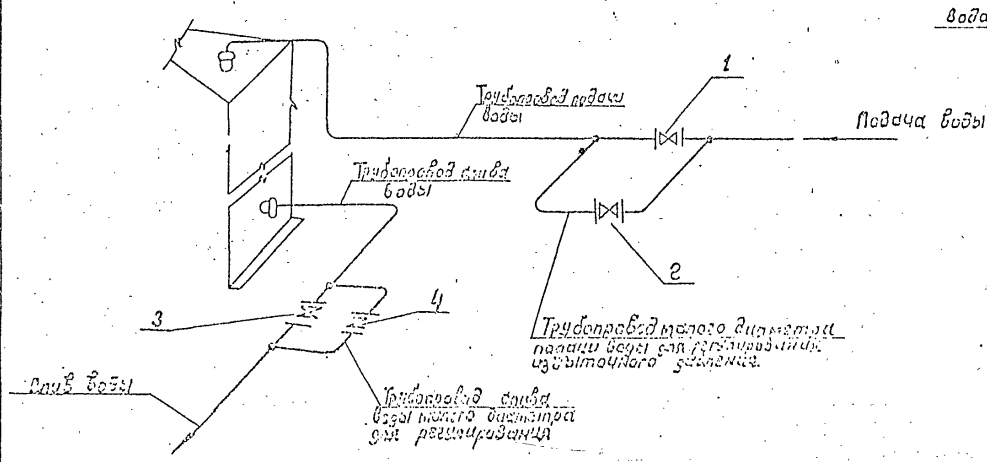 вода
1
Трубопровод подачи
воды
Подача воды
Трубопровод слива
воды
2
3
4
Трубопровод малого диаметра
подачи воды для регулирования
избыточного давления.
Слив воды
Трубопровод слива
воды малого диаметра
для регулирования